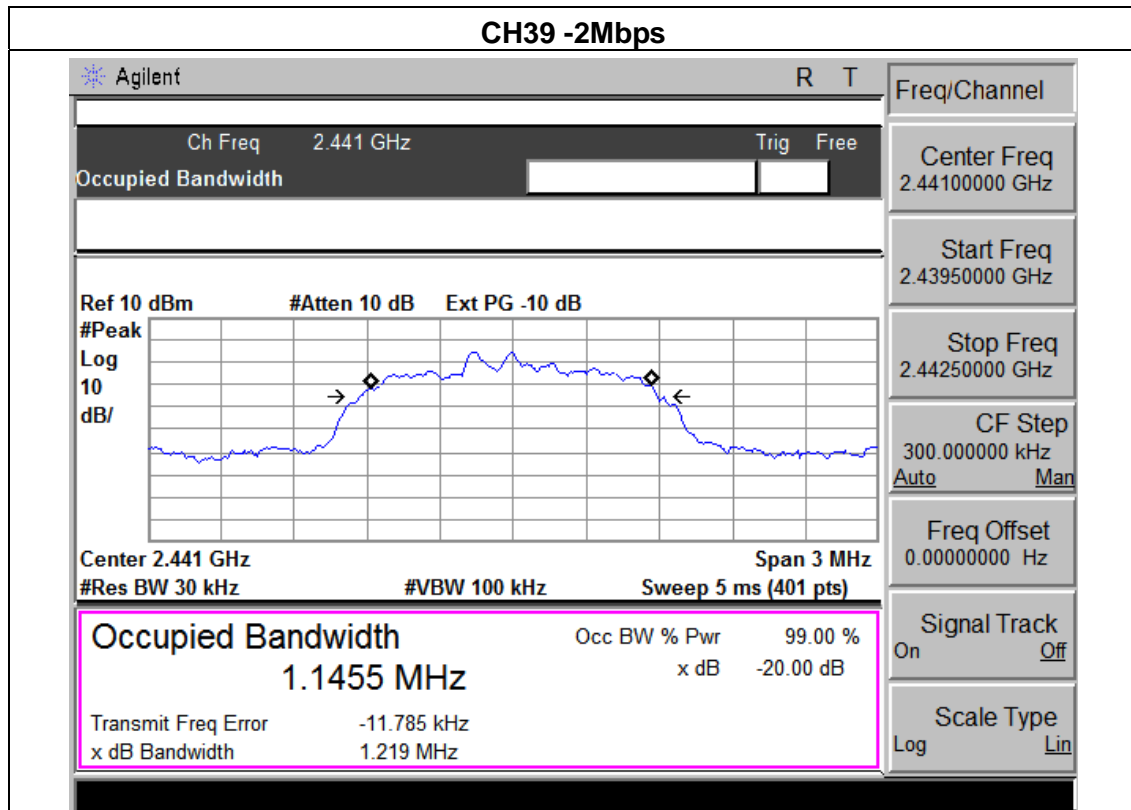 CH39 -2Mbps
Agilent R T
Ch Freq 2.441 GHz Trig Free
Occupied Bandwidth
Ref 10 dBm #Atten 10 dB Ext PG -10 dB
#Peak
Log
10
dB/
Center 2.441 GHz Span 3 MHz
#Res BW 30 kHz #VBW 100 kHz Sweep 5 ms (401 pts)
Occupied Bandwidth
1.1455 MHz
Occ BW % Pwr 99.00 %
x dB -20.00 dB
Transmit Freq Error -11.785 kHz
x dB Bandwidth 1.219 MHz
Freq/Channel
Center Freq
2.44100000 GHz
Start Freq
2.43950000 GHz
Stop Freq
2.44250000 GHz
CF Step
300.000000 kHz
Auto Man
Freq Offset
0.00000000 Hz
Signal Track
On Off
Scale Type
Log Lin